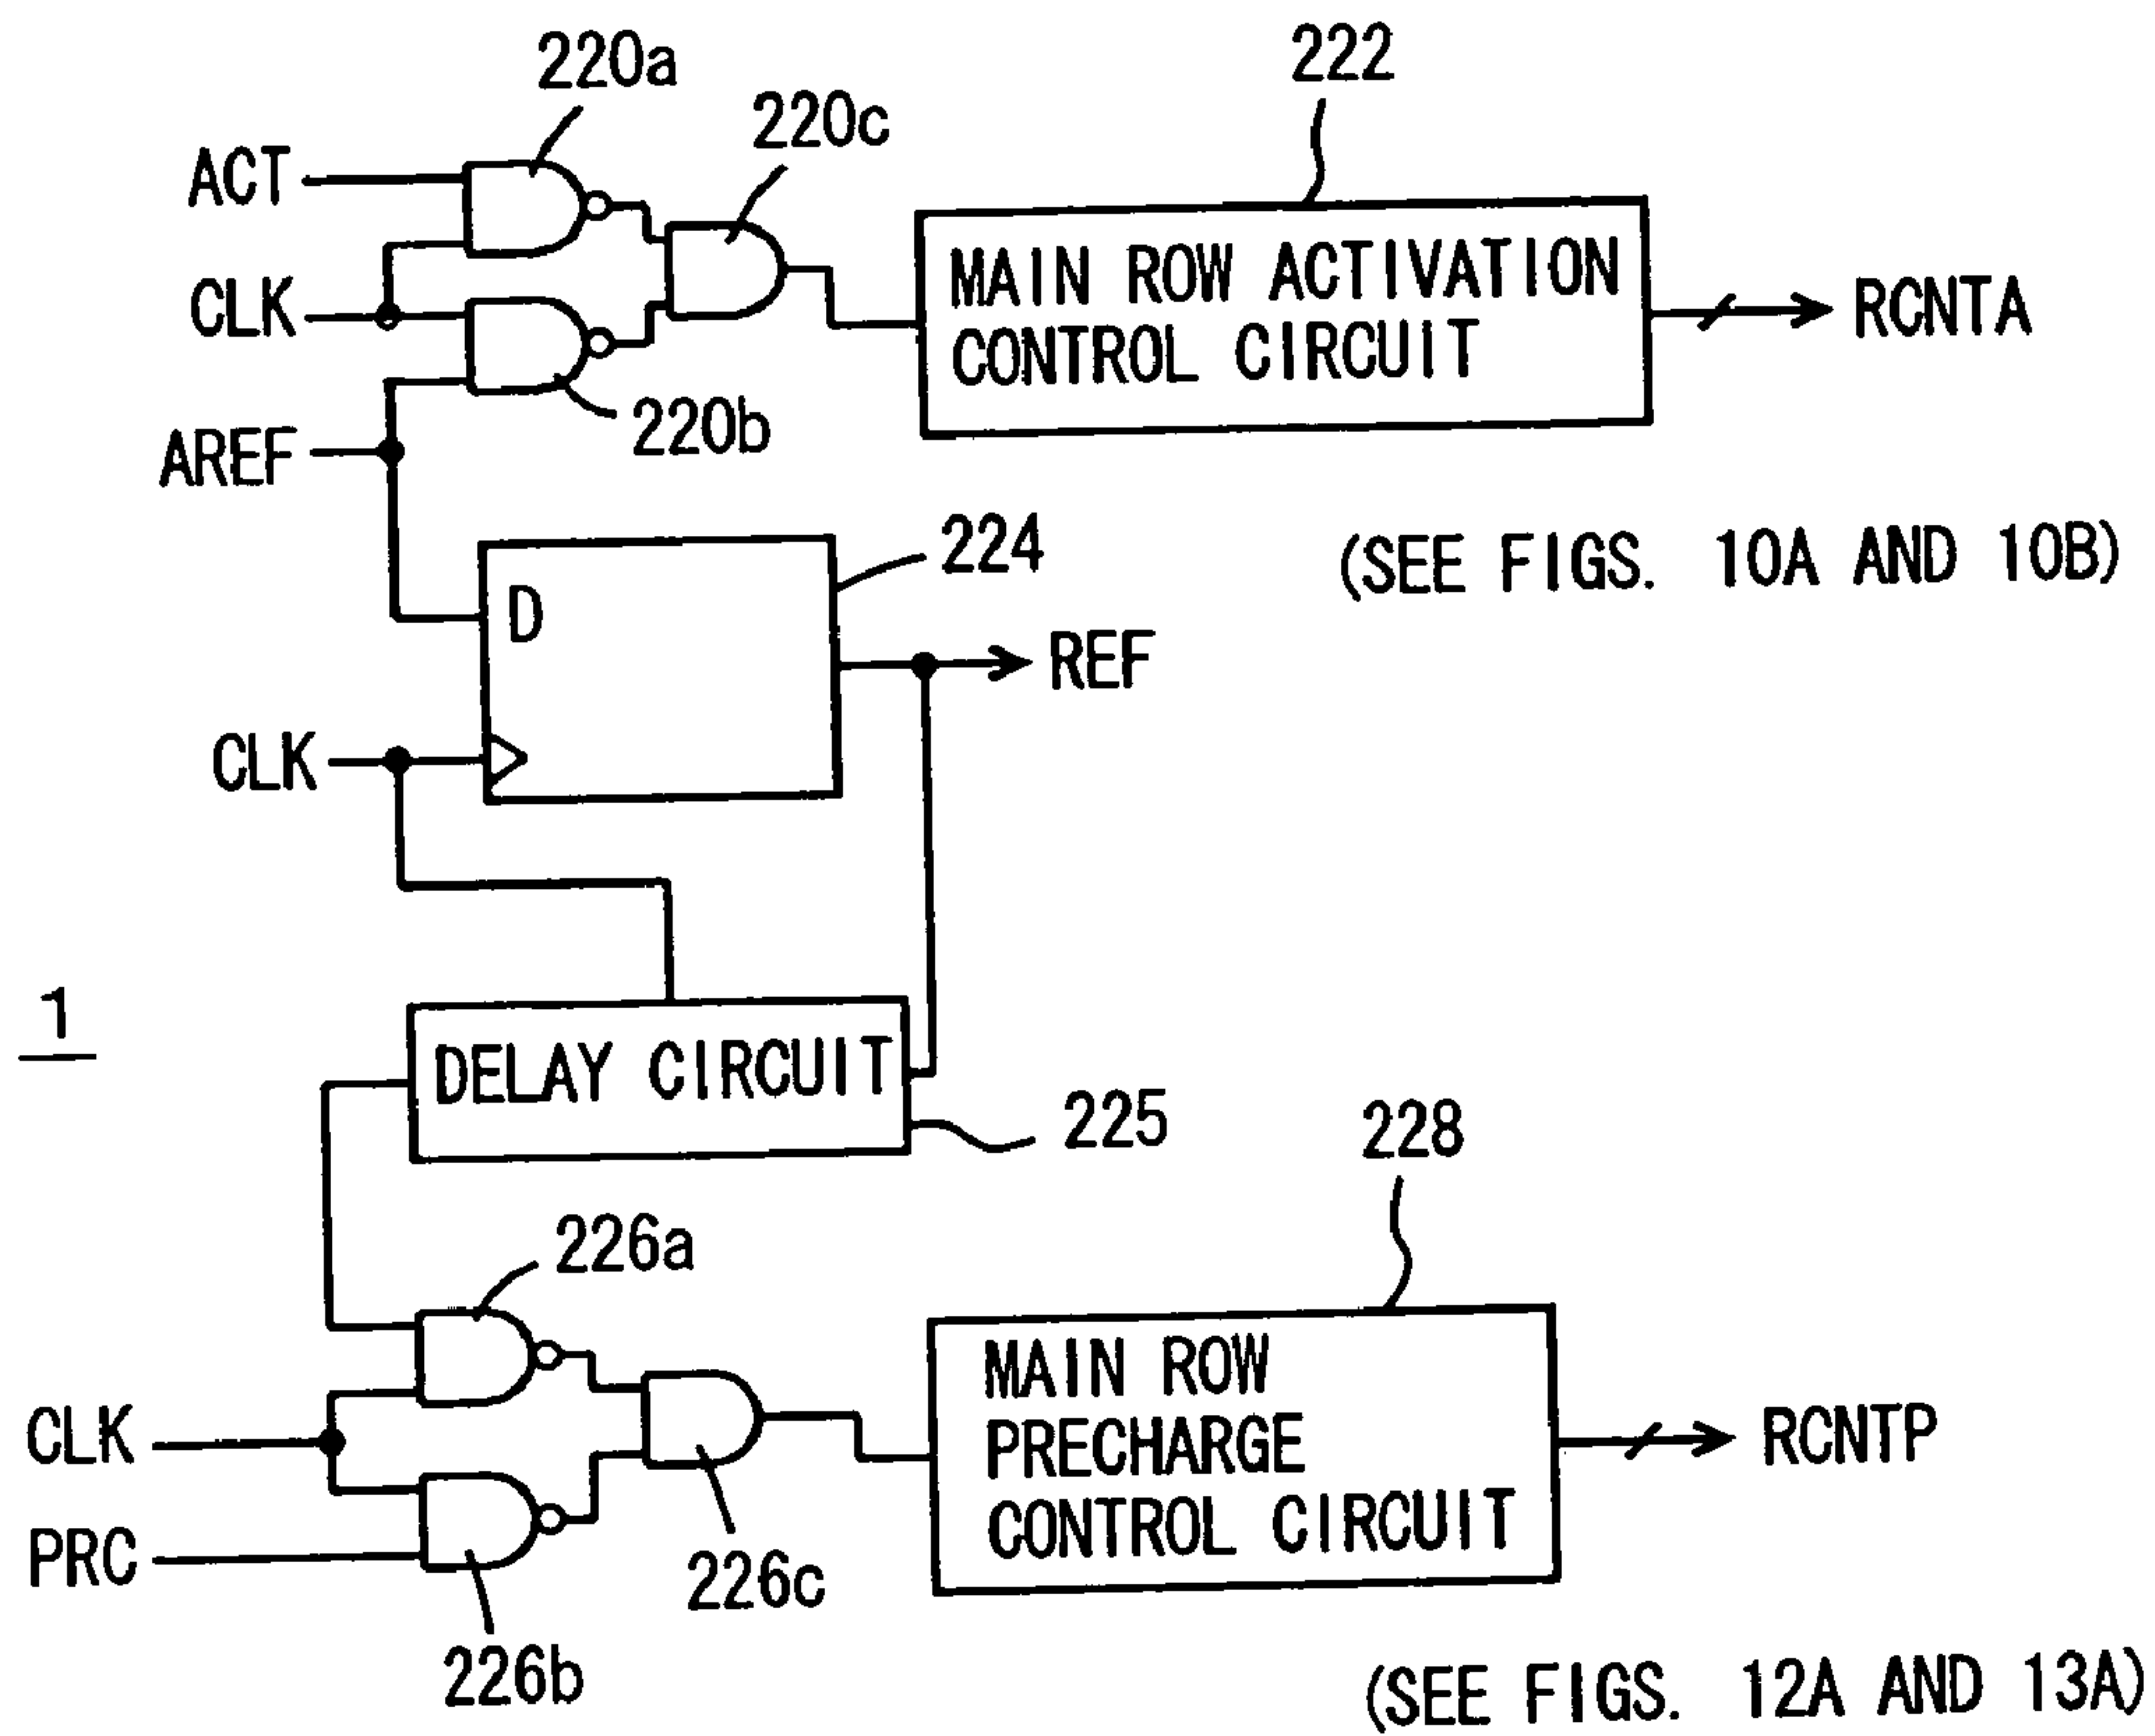 220a
222
220c
ACT
MAIN ROW ACTIVATION
CONTROL CIRCUIT
CLK
RCNTA
220b
AREF
224
(SEE FIGS. 10A AND 10B)
D
REF
CLK
1
DELAY CIRCUIT
225
228
226a
MAIN ROW
PRECHARGE
CONTROL CIRCUIT
CLK
RCNTP
PRC
226c
226b
(SEE FIGS. 12A AND 13A)